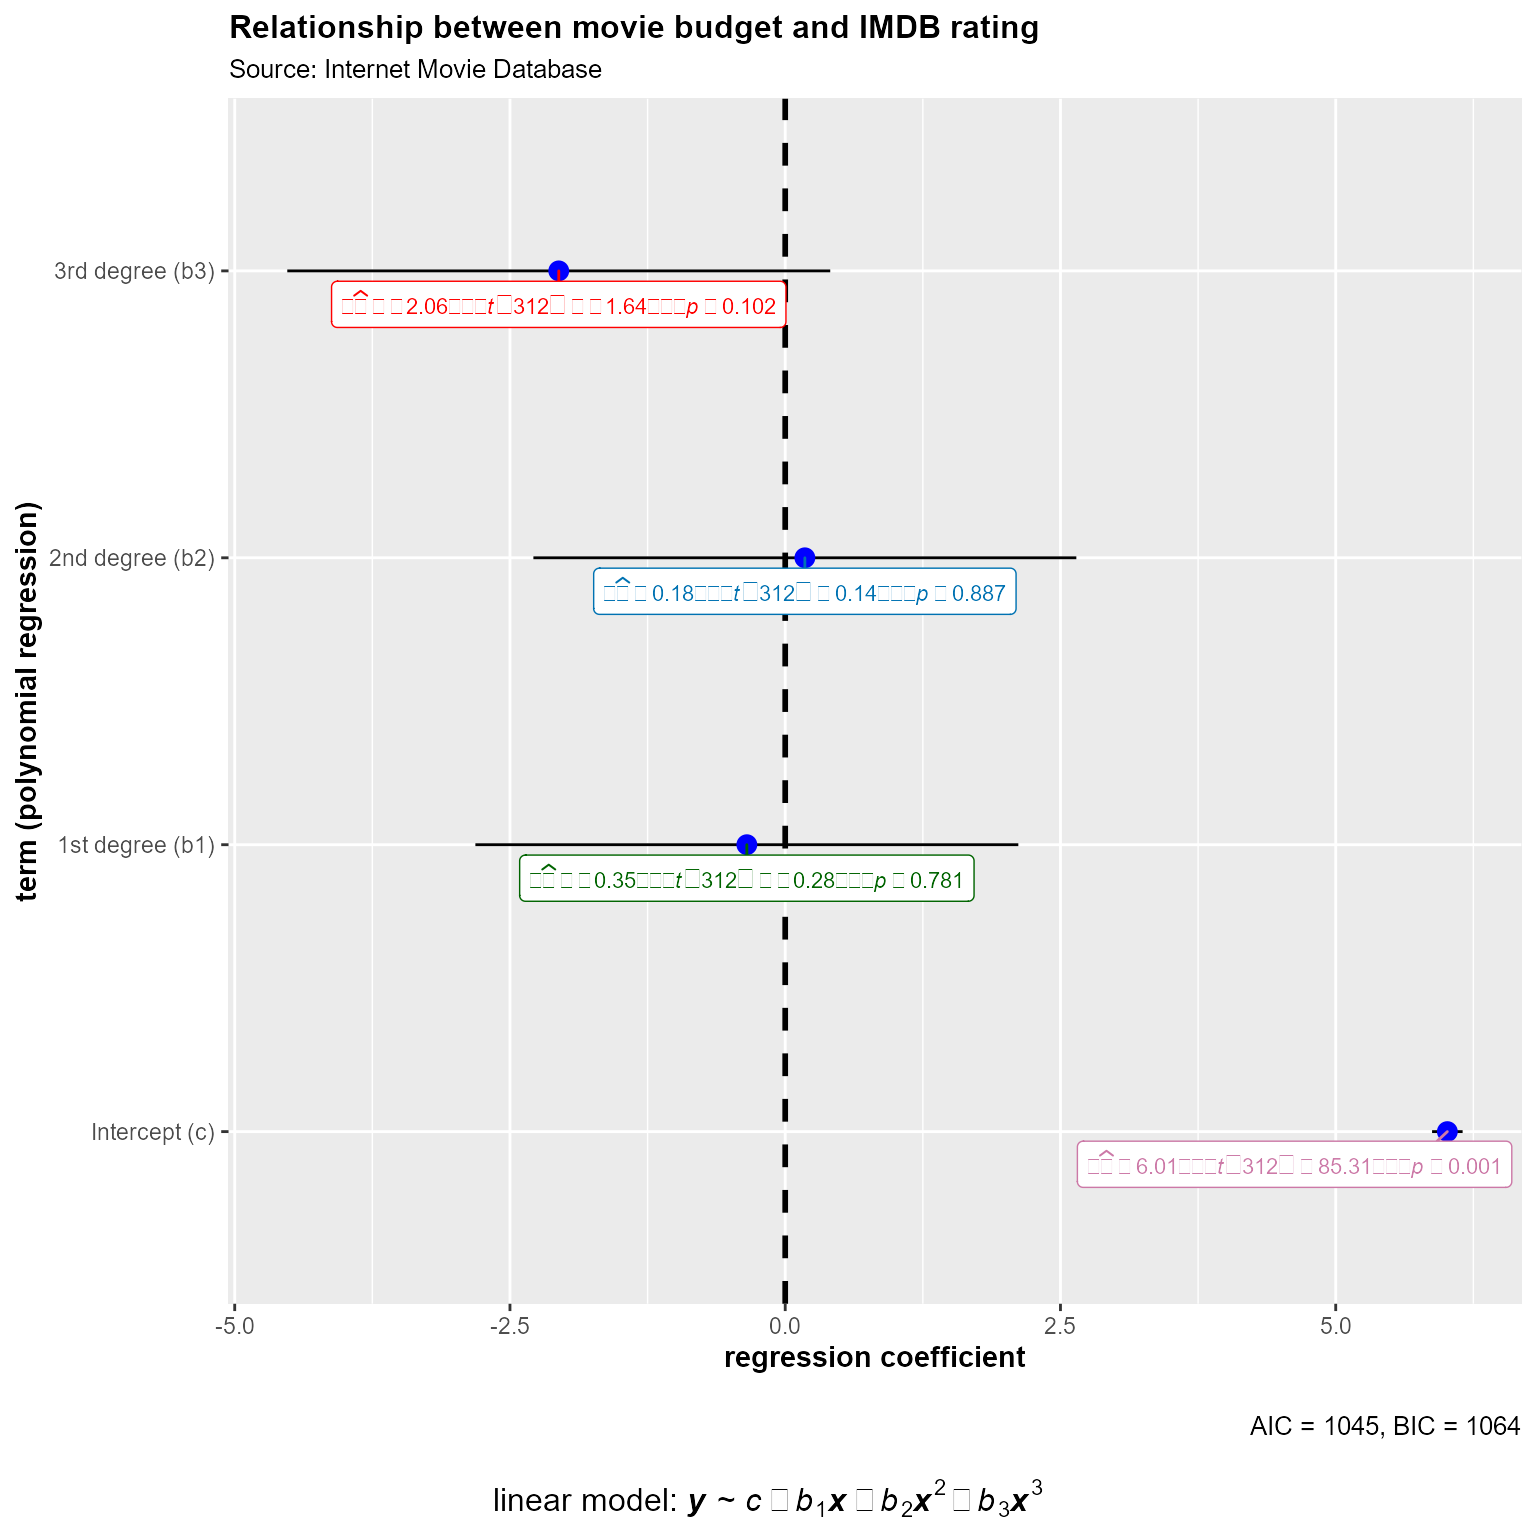 Relationship between movie budget and IMDB rating
Source: Internet Movie Database
term (polynomial regression)
3rd degree (b3)
□̂□ □ □2.06□□□t□312□ □ □1.64□□□p □0.102
2nd degree (b2)
□̂□ □0.18□□□t□312□ □0.14□□□p □0.887
1st degree (b1)
□̂□ □ □0.35□□□t□312□ □ □0.28□□□p □0.781
Intercept (c)
□̂□ □6.01□□□t□312□ □85.31□□□p □0.001
-5.0 -2.5 0.0 2.5 5.0
regression coefficient
AIC = 1045, BIC = 1064
linear model: y ~ c □ b₁x □ b₂x² □ b₃x³